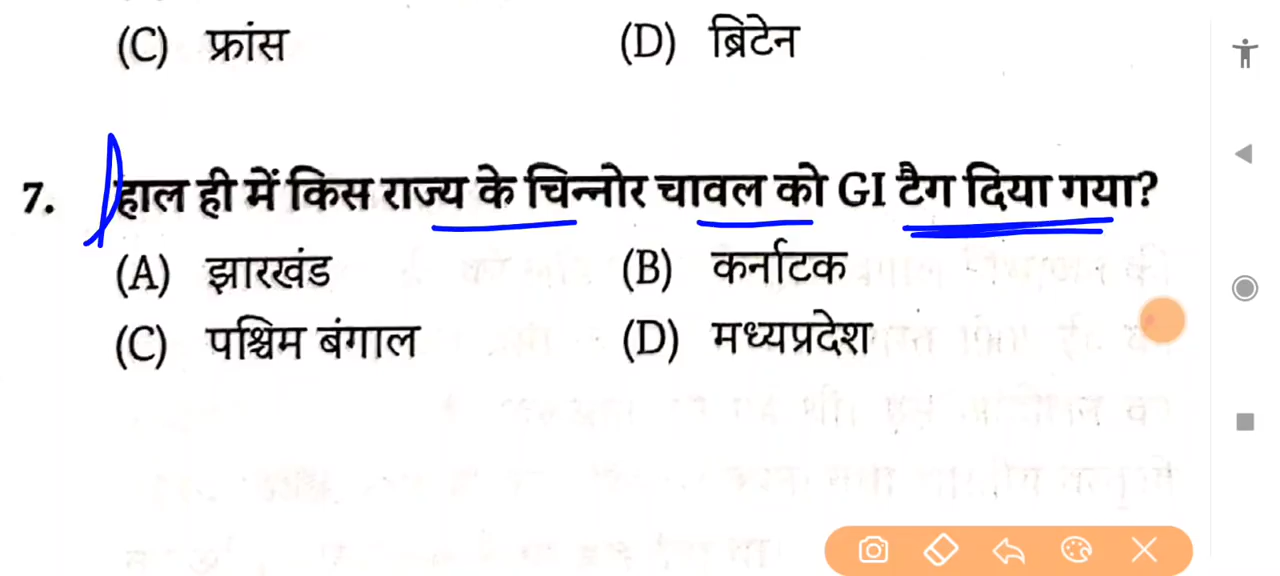 (C) फ्रांस (D) ब्रिटेन
7. हाल ही में किस राज्य के चिन्नोर चावल को GI टैग दिया गया?
(A) झारखंड (B) कर्नाटक
(C) पश्चिम बंगाल (D) मध्यप्रदेश